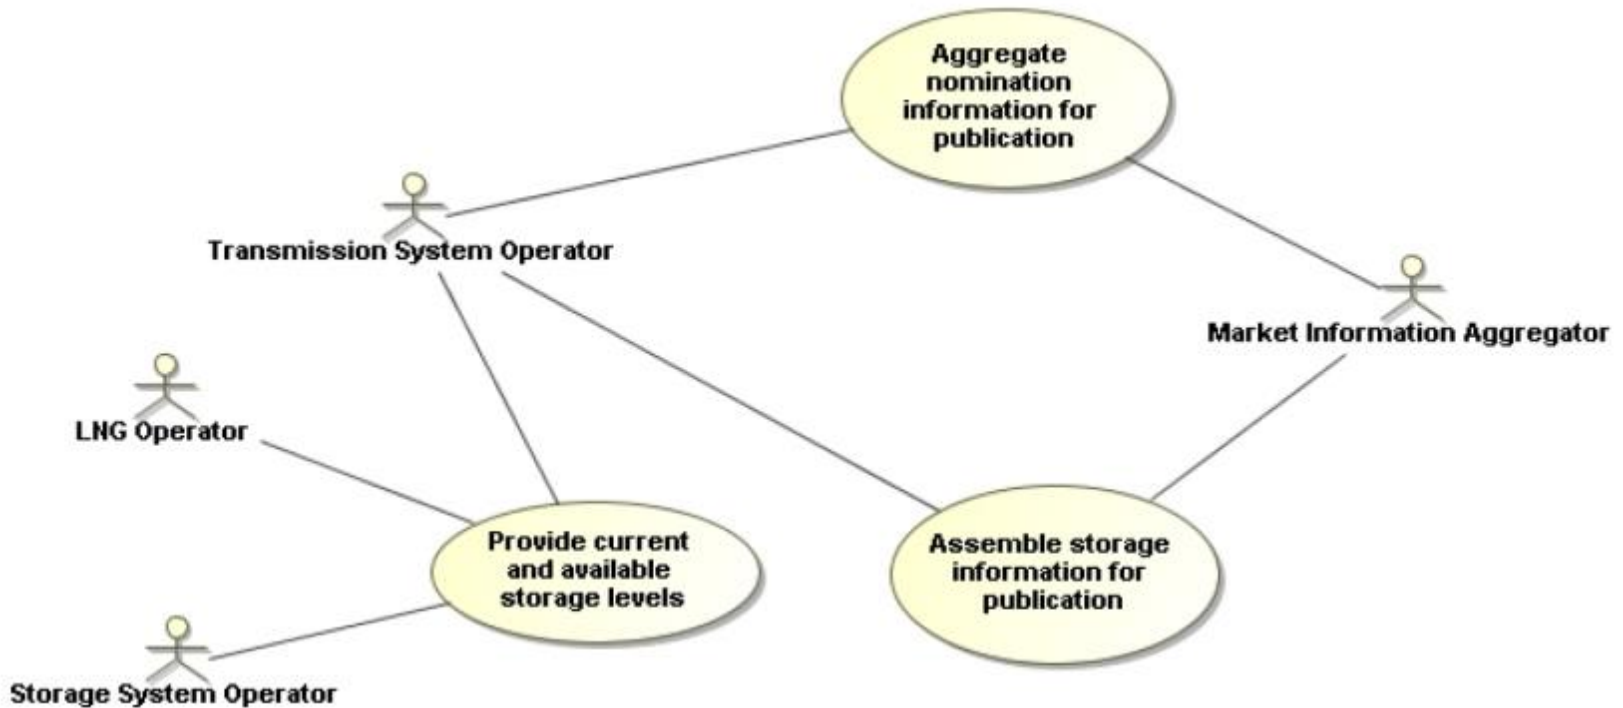 Aggregate
nomination
information for
publication
Transmission System Operator
Market Information Aggregator
LNG Operator
Provide current
and available
storage levels
Assemble storage
information for
publication
Storage System Operator